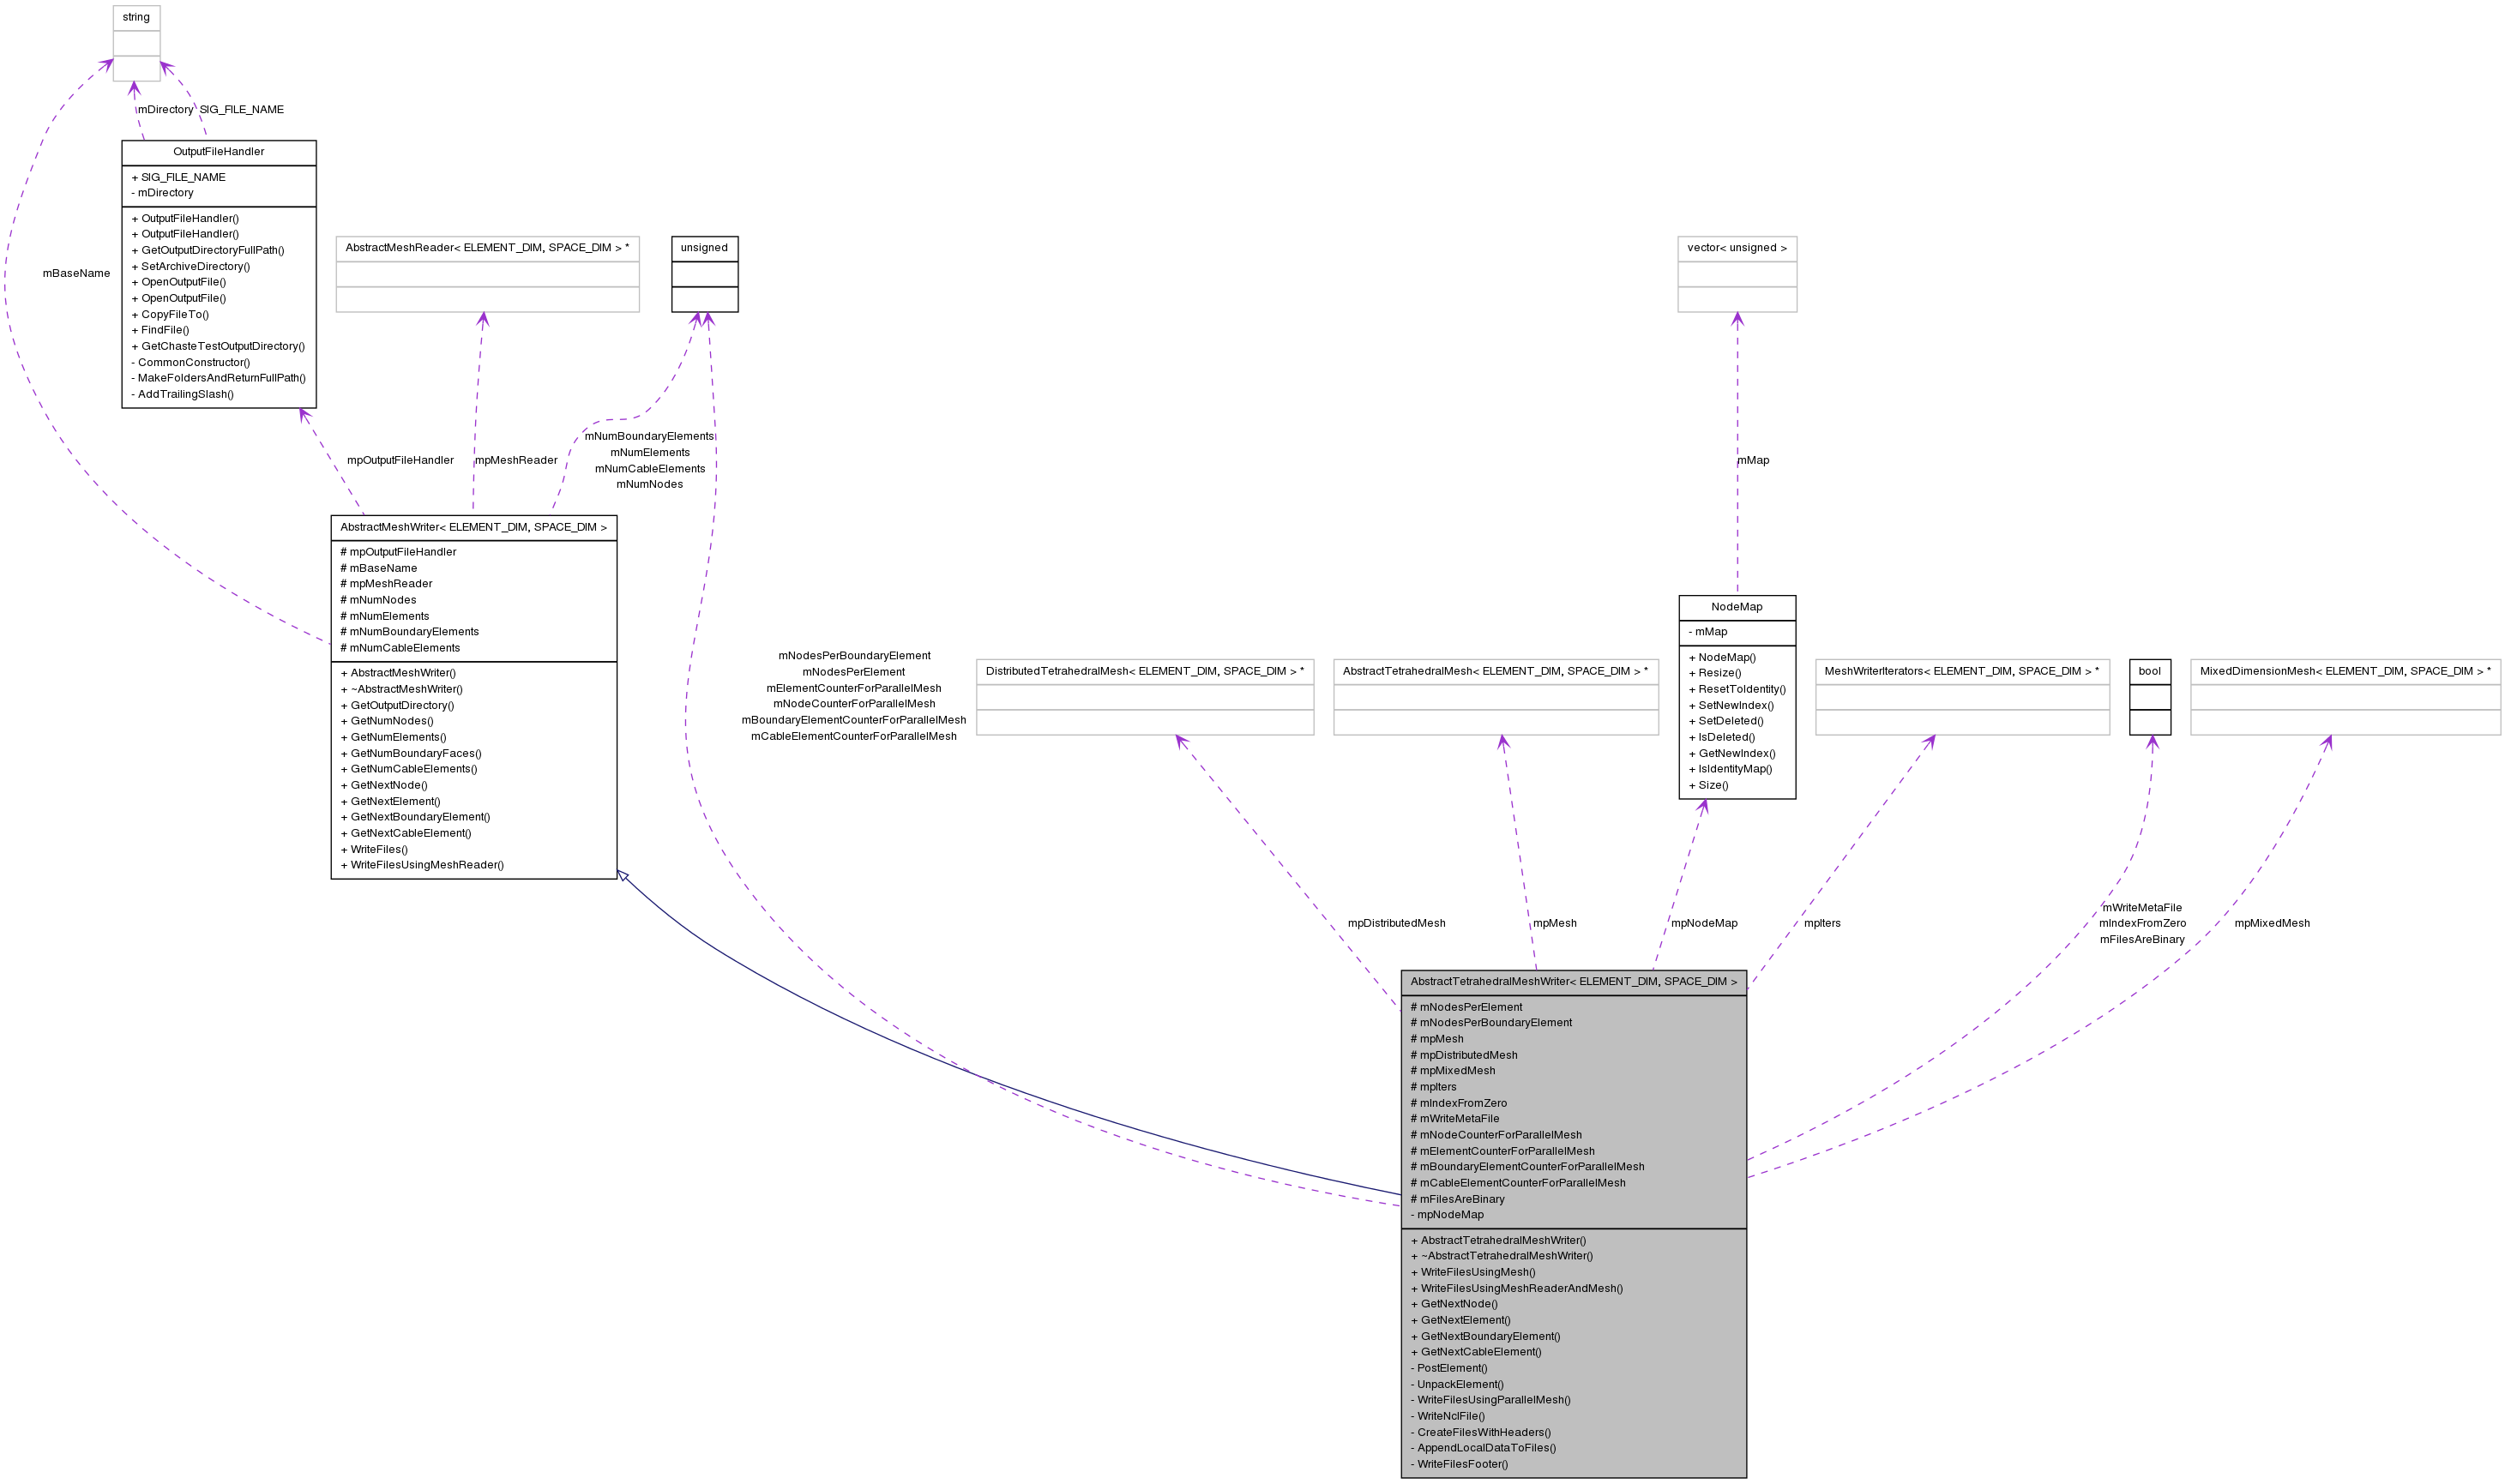 string
mDirectory
SIG_FILE_NAME
OutputFileHandler
+ SIG_FILE_NAME
- mDirectory
+ OutputFileHandler()
+ OutputFileHandler()
+ GetOutputDirectoryFullPath()
+ SetArchiveDirectory()
+ OpenOutputFile()
+ OpenOutputFile()
+ CopyFileTo()
+ FindFile()
+ GetChasteTestOutputDirectory()
- CommonConstructor()
- MakeFoldersAndReturnFullPath()
- AddTrailingSlash()
mBaseName
AbstractMeshReader< ELEMENT_DIM, SPACE_DIM > *
unsigned
vector< unsigned >
mpOutputFileHandler
mpMeshReader
mNumBoundaryElements
mNumElements
mNumCableElements
mNumNodes
mMap
AbstractMeshWriter< ELEMENT_DIM, SPACE_DIM >
# mpOutputFileHandler
# mBaseName
# mpMeshReader
# mNumNodes
# mNumElements
# mNumBoundaryElements
# mNumCableElements
+ AbstractMeshWriter()
+ ~AbstractMeshWriter()
+ GetOutputDirectory()
+ GetNumNodes()
+ GetNumElements()
+ GetNumBoundaryFaces()
+ GetNumCableElements()
+ GetNextNode()
+ GetNextElement()
+ GetNextBoundaryElement()
+ GetNextCableElement()
+ WriteFiles()
+ WriteFilesUsingMeshReader()
mNodesPerBoundaryElement
mNodesPerElement
mElementCounterForParallelMesh
mNodeCounterForParallelMesh
mBoundaryElementCounterForParallelMesh
mCableElementCounterForParallelMesh
DistributedTetrahedralMesh< ELEMENT_DIM, SPACE_DIM > *
AbstractTetrahedralMesh< ELEMENT_DIM, SPACE_DIM > *
NodeMap
- mMap
+ NodeMap()
+ Resize()
+ ResetToIdentity()
+ SetNewIndex()
+ SetDeleted()
+ IsDeleted()
+ GetNewIndex()
+ IsIdentityMap()
+ Size()
MeshWriterIterators< ELEMENT_DIM, SPACE_DIM > *
bool
MixedDimensionMesh< ELEMENT_DIM, SPACE_DIM > *
mpDistributedMesh
mpMesh
mpNodeMap
mpIters
mWriteMetaFile
mIndexFromZero
mFilesAreBinary
mpMixedMesh
AbstractTetrahedralMeshWriter< ELEMENT_DIM, SPACE_DIM >
# mNodesPerElement
# mNodesPerBoundaryElement
# mpMesh
# mpDistributedMesh
# mpMixedMesh
# mpIters
# mIndexFromZero
# mWriteMetaFile
# mNodeCounterForParallelMesh
# mElementCounterForParallelMesh
# mBoundaryElementCounterForParallelMesh
# mCableElementCounterForParallelMesh
# mFilesAreBinary
- mpNodeMap
+ AbstractTetrahedralMeshWriter()
+ ~AbstractTetrahedralMeshWriter()
+ WriteFilesUsingMesh()
+ WriteFilesUsingMeshReaderAndMesh()
+ GetNextNode()
+ GetNextElement()
+ GetNextBoundaryElement()
+ GetNextCableElement()
- PostElement()
- UnpackElement()
- WriteFilesUsingParallelMesh()
- WriteNclFile()
- CreateFilesWithHeaders()
- AppendLocalDataToFiles()
- WriteFilesFooter()